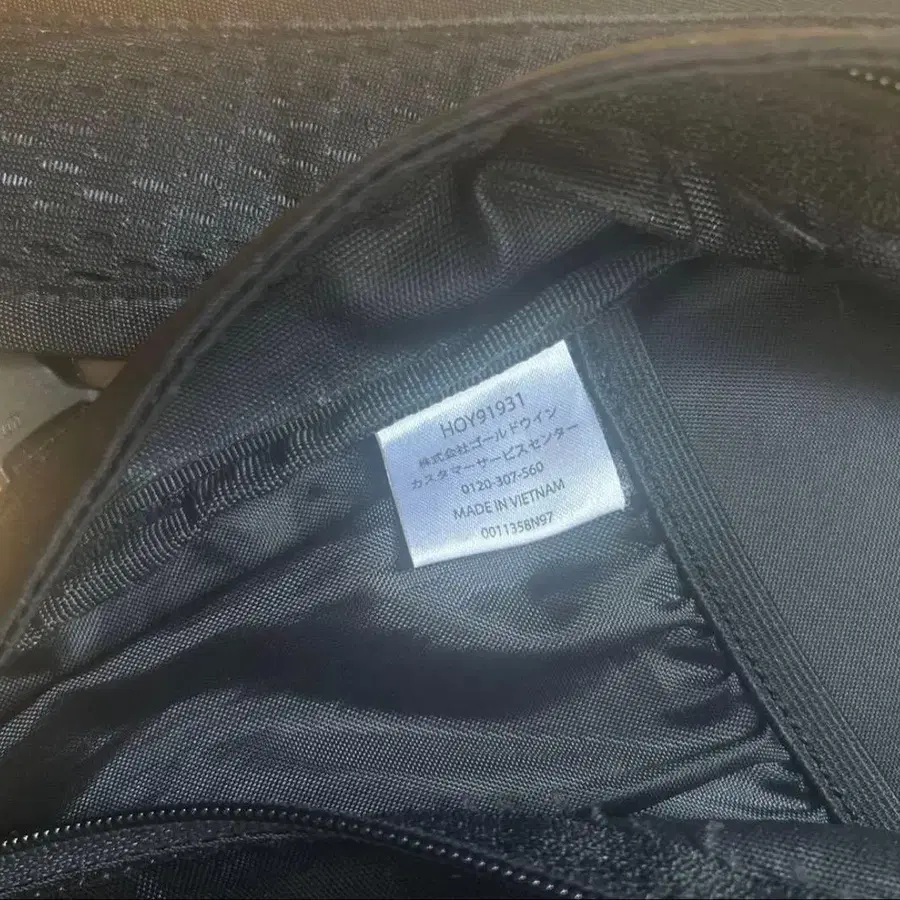 HOY91931
株式会社ゴールドウイン
カスタマーサービスセンター
0120-307-560
MADE IN VIETNAM
001135BN97